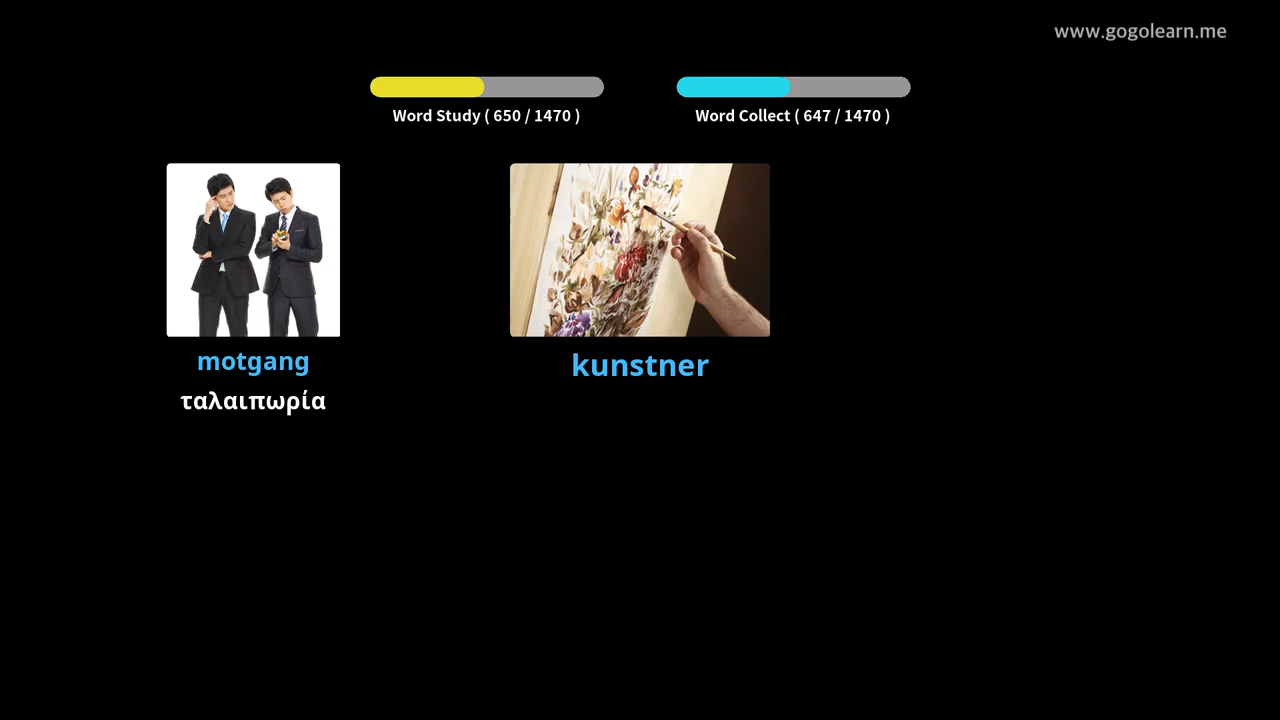 www.gogolearn.me
Word Study ( 650 / 1470 )
Word Collect ( 647 / 1470 )
motgang
ταλαιπωρία
kunstner